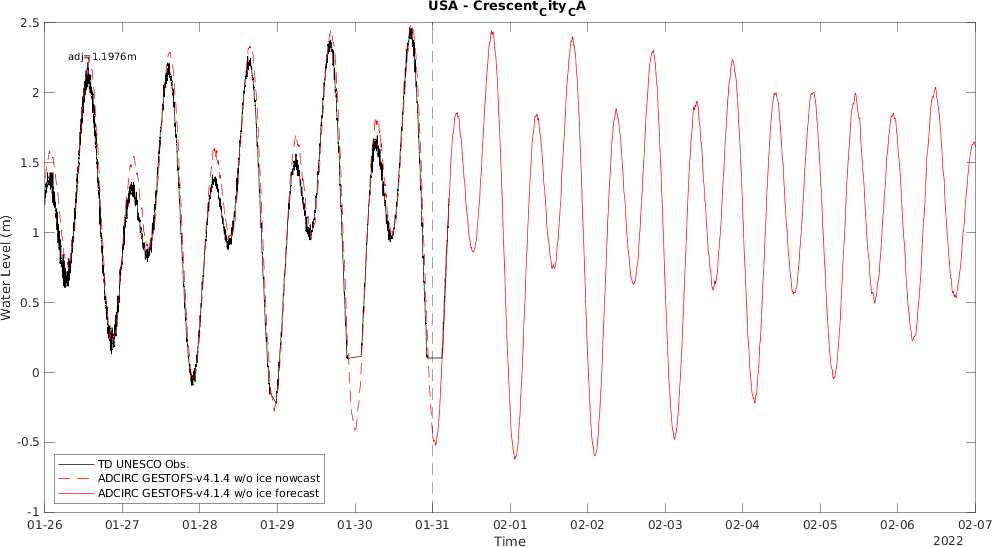 USA - CrescentCityCA
adj=1.1976m
2.5
2
1.5
1
0.5
0
-0.5
-1
Water Level (m)
TD UNESCO Obs.
ADCIRC GESTOFS-v4.1.4 w/o ice nowcast
ADCIRC GESTOFS-v4.1.4 w/o ice forecast
01-26 01-27 01-28 01-29 01-30 01-31 02-01 02-02 02-03 02-04 02-05 02-06 02-07
Time
2022